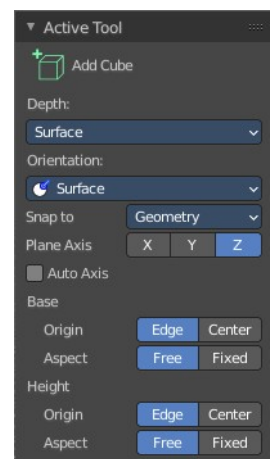 Active Tool
Add Cube
Depth:
Surface
Orientation:
Surface
Snap to Geometry
Plane Axis X Y Z
Auto Axis
Base
Origin Edge Center
Aspect Free Fixed
Height
Origin Edge Center
Aspect Free Fixed